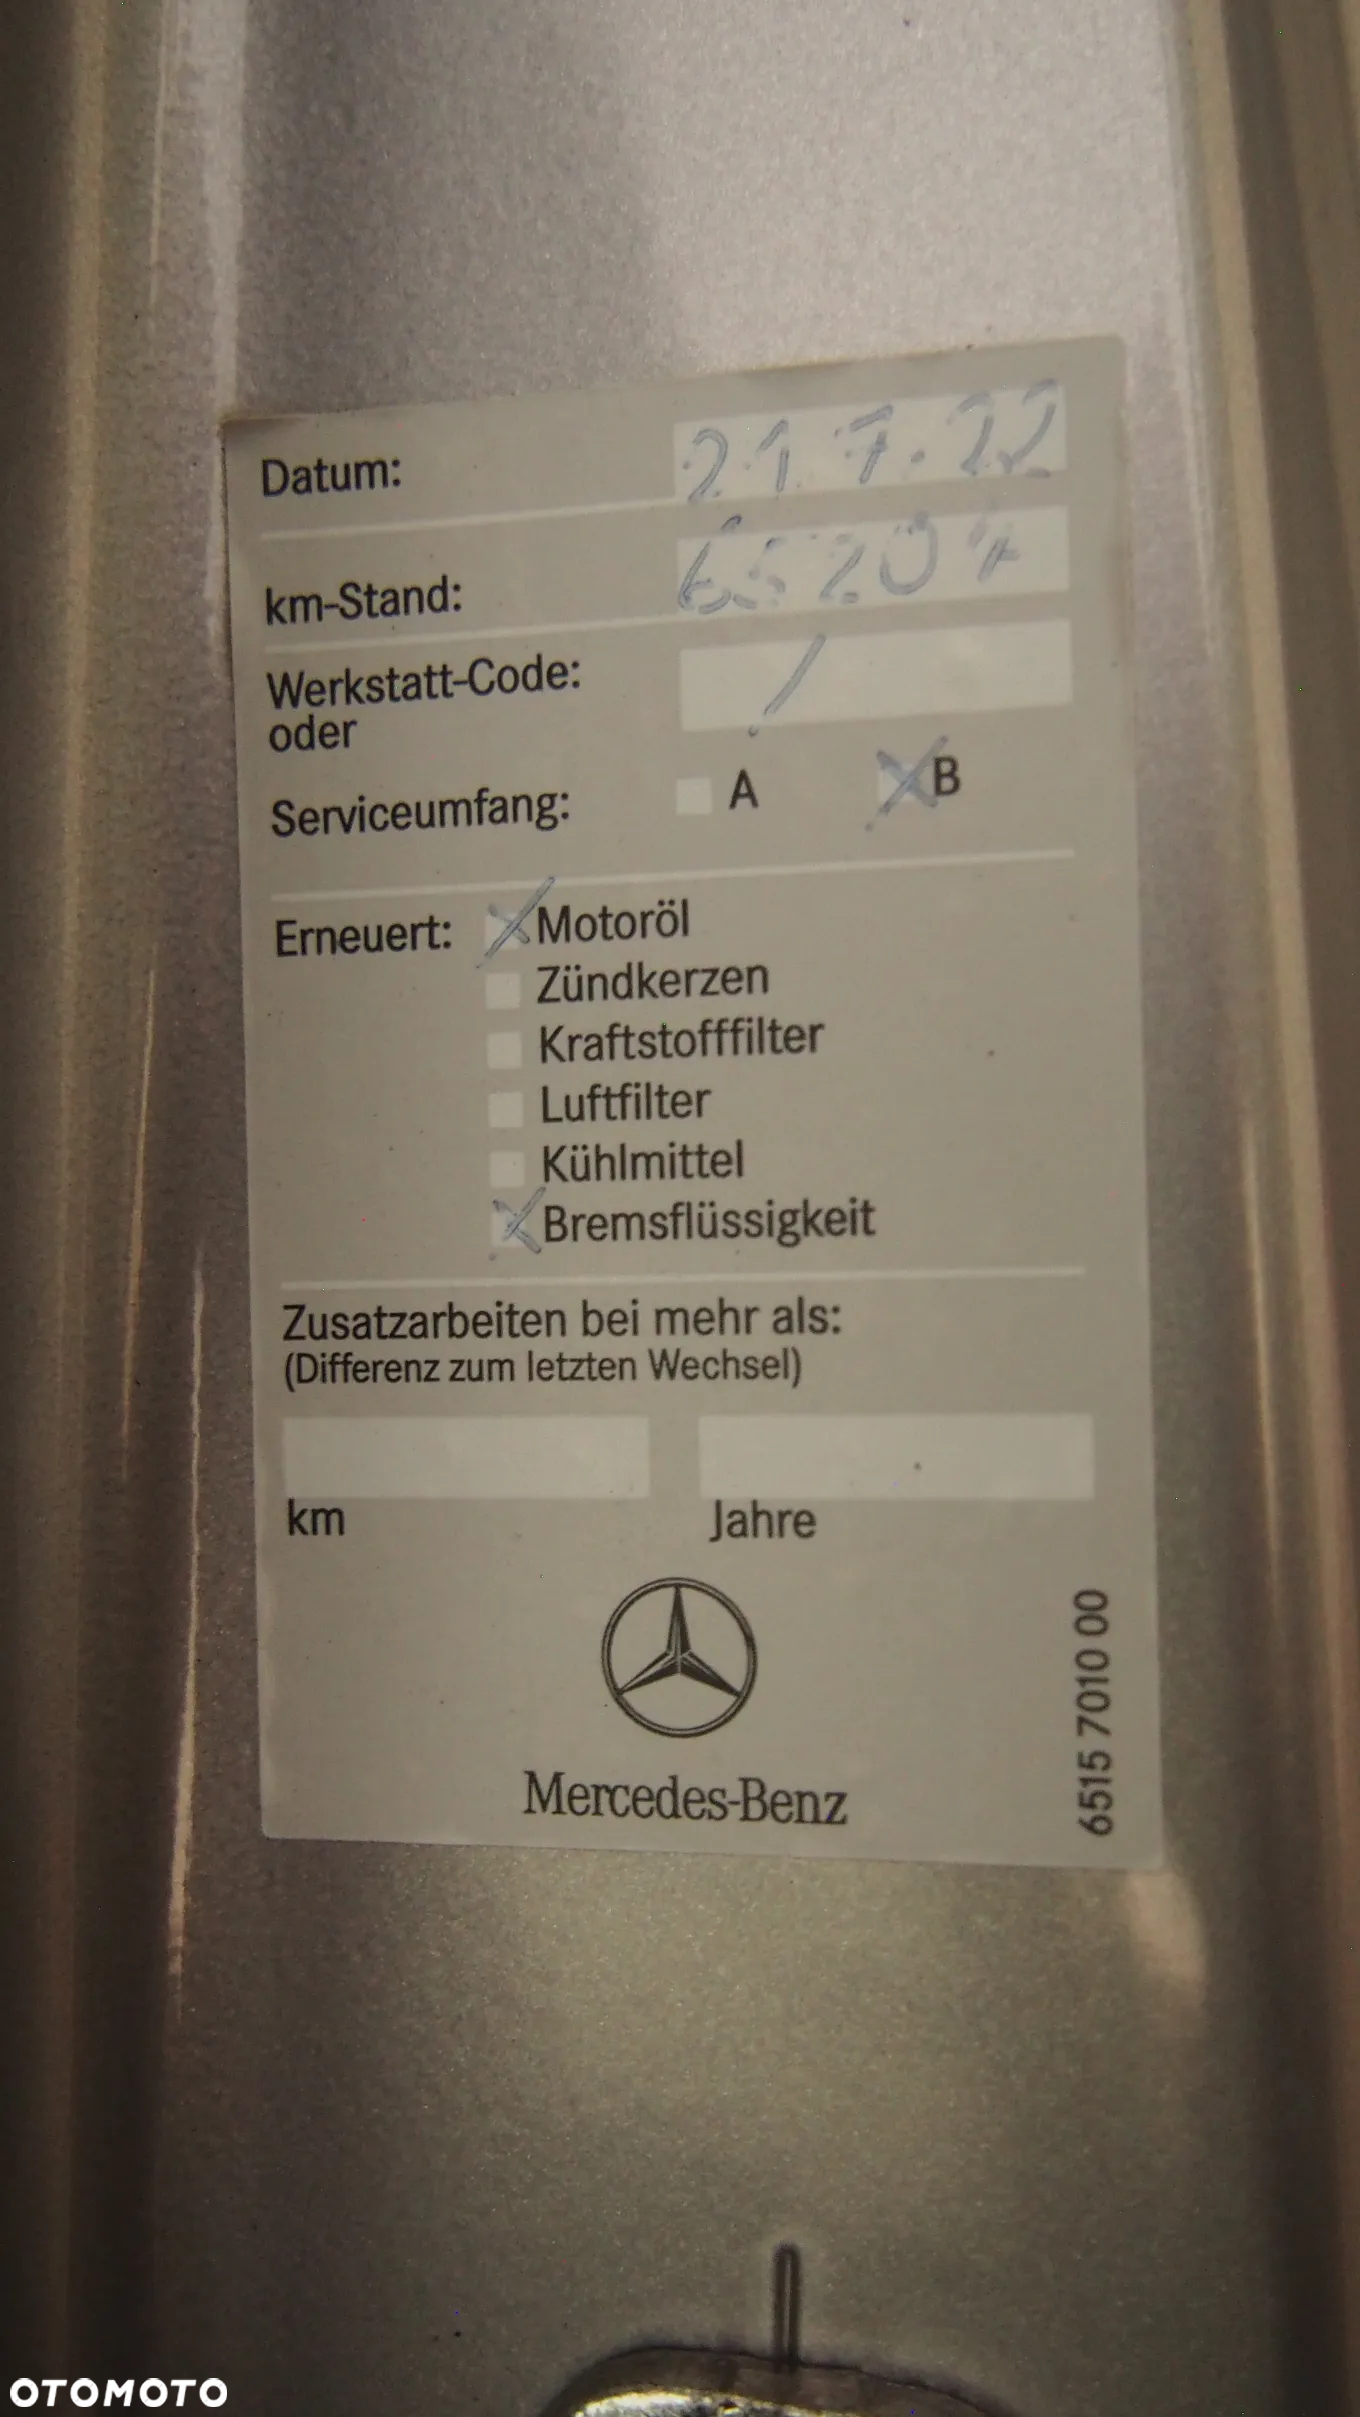 Datum: 21.7.22
km-Stand: 65204
Werkstatt-Code: /
oder
Serviceumfang: A X B
Erneuert: X Motoröl
Zündkerzen
Kraftstofffilter
Luftfilter
Kühlmittel
X Bremsflüssigkeit
Zusatzarbeiten bei mehr als:
(Differenz zum letzten Wechsel)
km Jahre
Mercedes-Benz
6515 7010 00
OTOMOTO